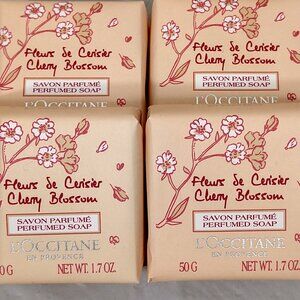 Fleurs de Cerisier
Cherry Blossom
SAVON PARFUMÉ
PERFUMED SOAP
L'OCCITANE
Fleurs de Cerisier
Cherry Blossom
SAVON PARFUMÉ
PERFUMED SOAP
L'OCCITANE
Fleurs de Cerisier
Cherry Blossom
SAVON PARFUMÉ
PERFUMED SOAP
L'OCCITANE
EN PROVENCE
0 G NET WT. 1.7 OZ.
Fleurs de Cerisier
Cherry Blossom
SAVON PARFUMÉ
PERFUMED SOAP
L'OCCITANE
EN PROVENCE
50 G NET WT. 1.7 OZ.